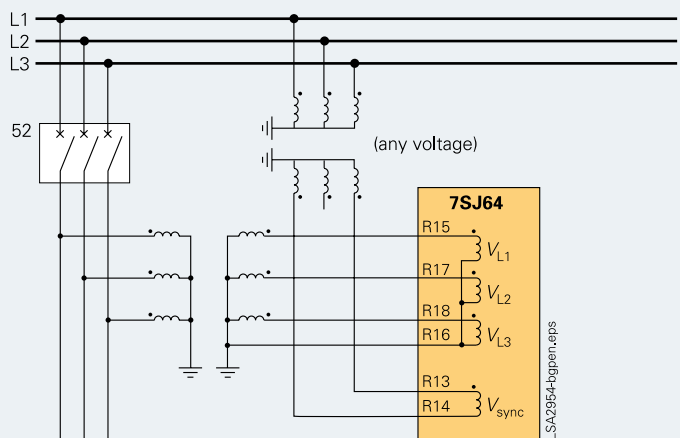 L1
L2
L3
52
(any voltage)
7SJ64
R15
VL1
R17
VL2
R18
R16
VL3
R13
R14
Vsync
LSA2954-bgpen.eps